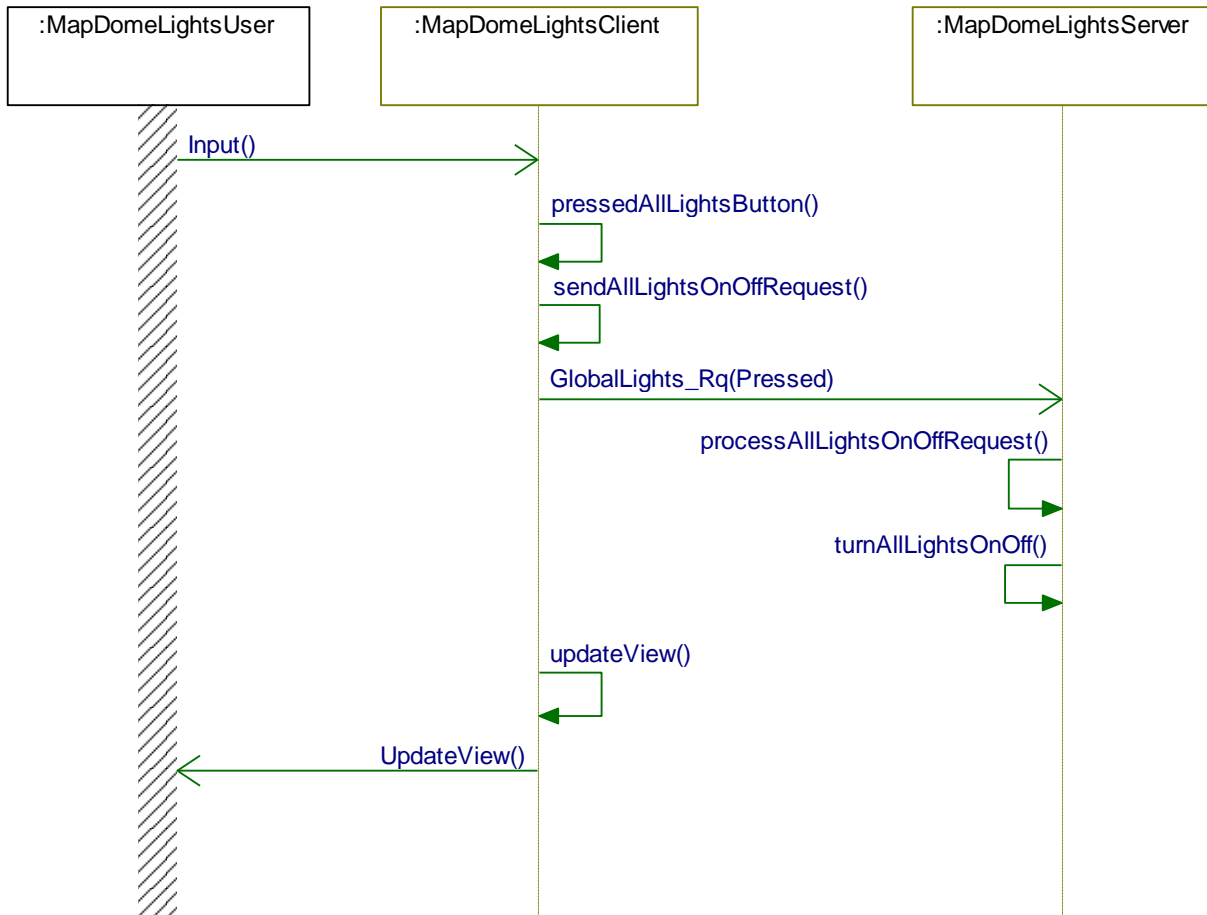 :MapDomeLightsUser
:MapDomeLightsClient
:MapDomeLightsServer
Input()
pressedAllLightsButton()
sendAllLightsOnOffRequest()
GlobalLights_Rq(Pressed)
processAllLightsOnOffRequest()
turnAllLightsOnOff()
updateView()
UpdateView()